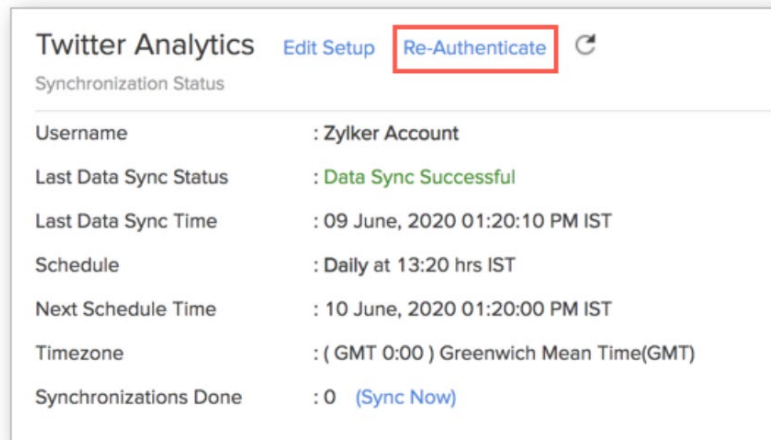 Twitter Analytics Edit Setup Re-Authenticate
Synchronization Status
Username : Zylker Account
Last Data Sync Status : Data Sync Successful
Last Data Sync Time : 09 June, 2020 01:20:10 PM IST
Schedule : Daily at 13:20 hrs IST
Next Schedule Time : 10 June, 2020 01:20:00 PM IST
Timezone : ( GMT 0:00 ) Greenwich Mean Time(GMT)
Synchronizations Done : 0 (Sync Now)